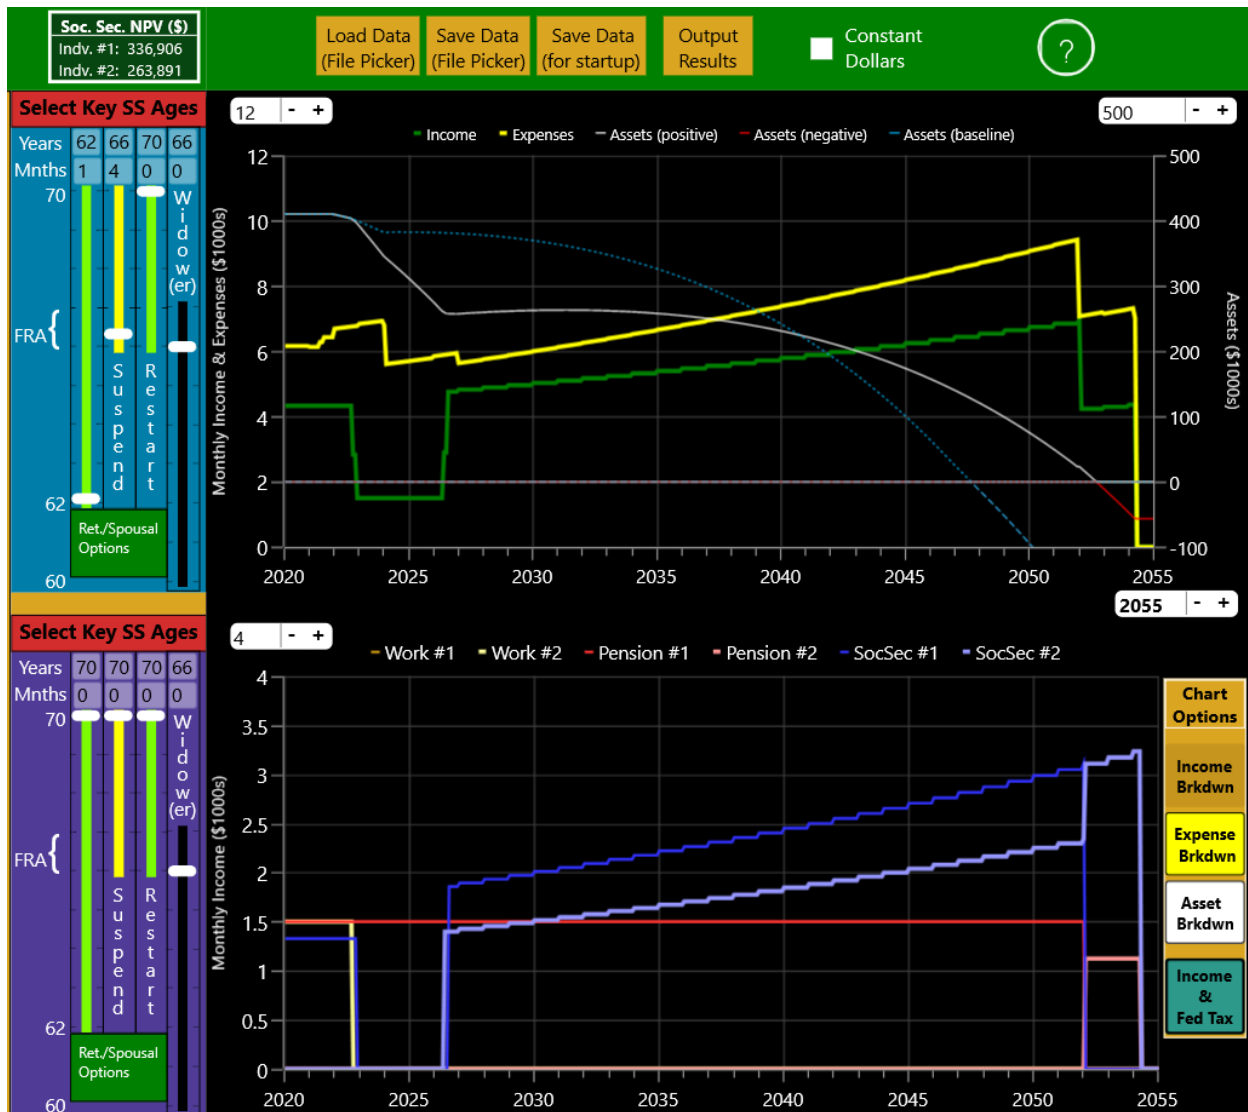 Soc. Sec. NPV ($)
Indv. #1: 336,906
Indv. #2: 263,891
Load Data
(File Picker)
Save Data
(File Picker)
Save Data
(for startup)
Output
Results
Constant
Dollars
?
Select Key SS Ages
Years 62 66 70 66
Mnths 1 4 0 0
70
FRA {
62
60
Suspend
Restart
Widow(er)
Ret./Spousal
Options
12 - +
500 - +
Income Expenses Assets (positive) Assets (negative) Assets (baseline)
Monthly Income & Expenses ($1000s)
12
10
8
6
4
2
0
500
400
300
200
100
0
-100
Assets ($1000s)
2020 2025 2030 2035 2040 2045 2050 2055
2055 - +
Select Key SS Ages
Years 70 70 70 66
Mnths 0 0 0 0
70
FRA {
62
60
Suspend
Restart
Widow(er)
Ret./Spousal
Options
4 - +
Work #1 Work #2 Pension #1 Pension #2 SocSec #1 SocSec #2
Monthly Income ($1000s)
4
3.5
3
2.5
2
1.5
1
0.5
0
2020 2025 2030 2035 2040 2045 2050 2055
Chart
Options
Income
Brkdwn
Expense
Brkdwn
Asset
Brkdwn
Income
&
Fed Tax